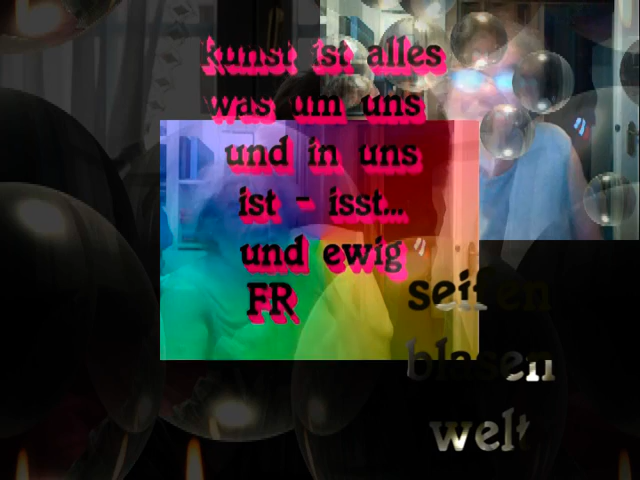 kunst ist alles
was um uns
und in uns
ist - isst...
und ewig
FR
seifen
blasen
welt